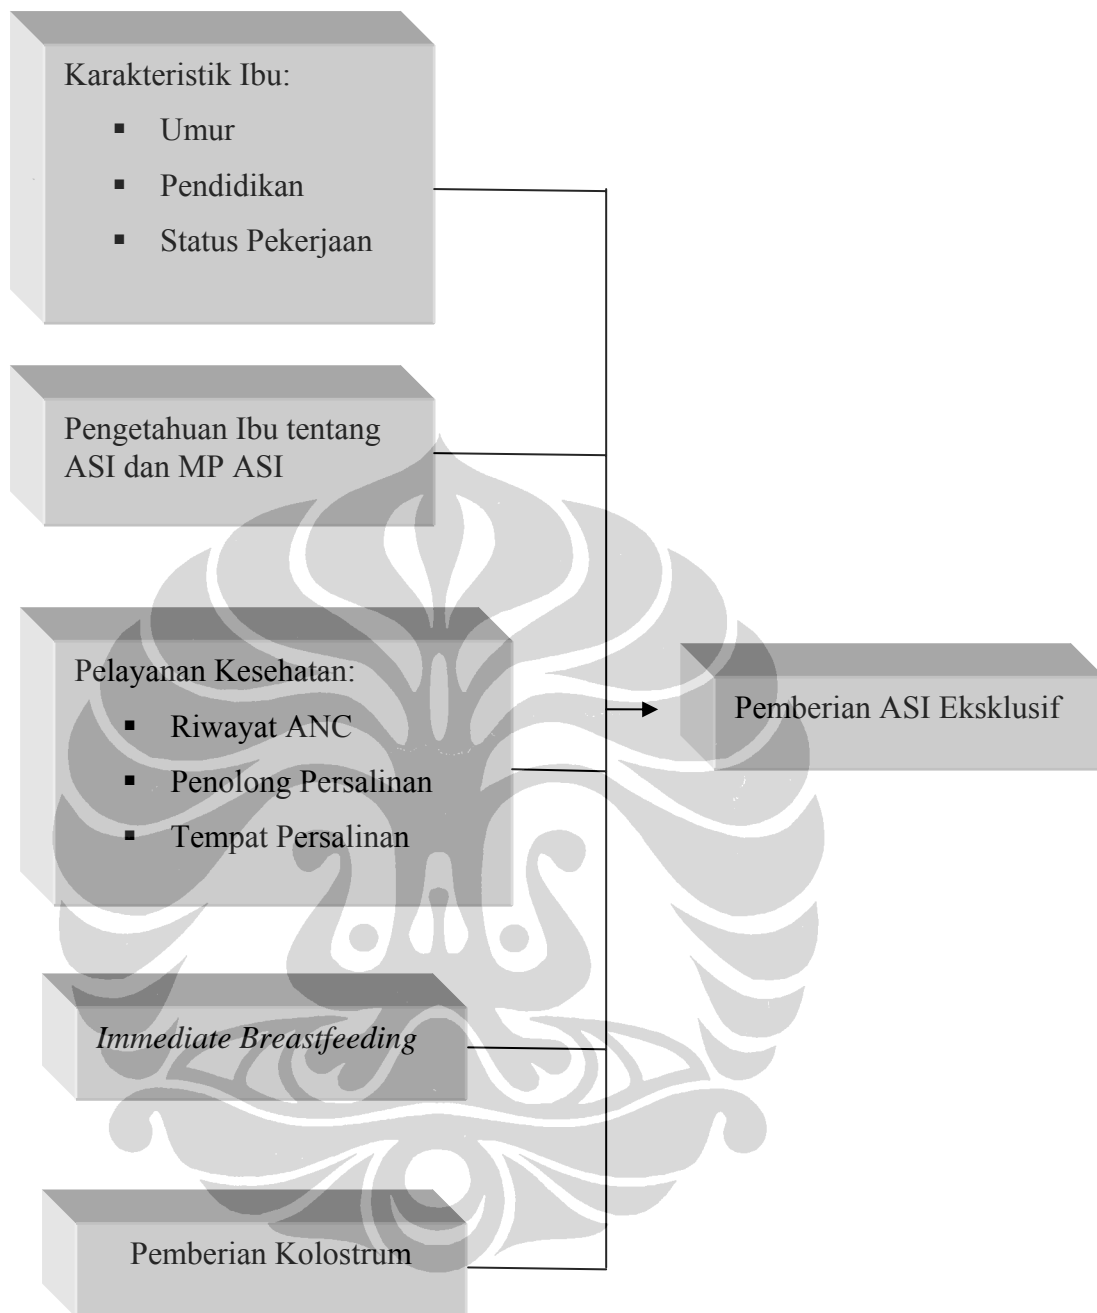 Karakteristik Ibu:
▪ Umur
▪ Pendidikan
▪ Status Pekerjaan
Pengetahuan Ibu tentang
ASI dan MP ASI
Pelayanan Kesehatan:
▪ Riwayat ANC
▪ Penolong Persalinan
▪ Tempat Persalinan
Pemberian ASI Eksklusif
Immediate Breastfeeding
Pemberian Kolostrum